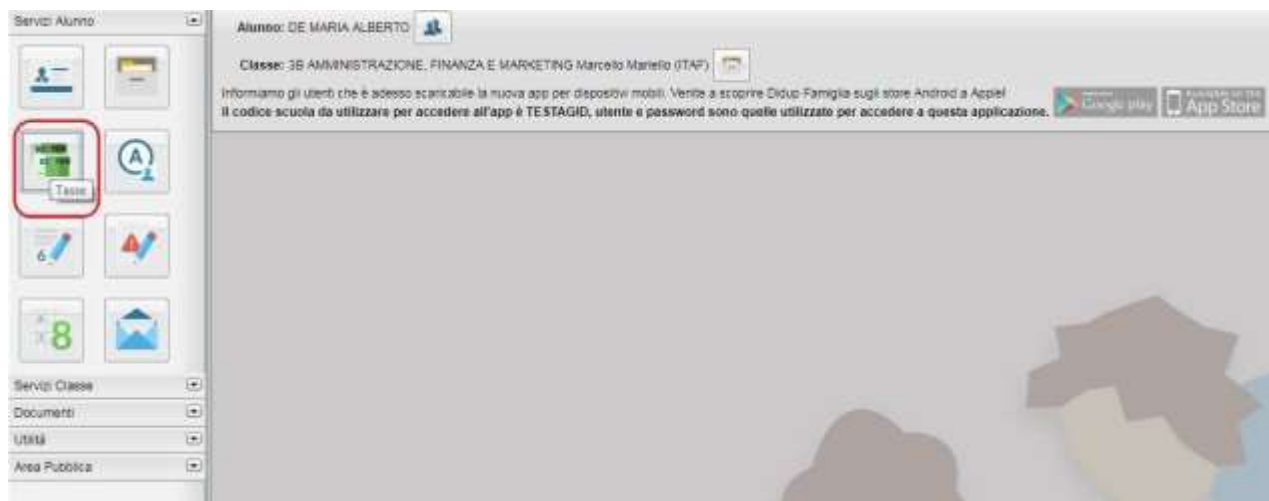 Servizi Alunno
Alunno: DE MARIA ALBERTO
Classe: 3B AMMINISTRAZIONE, FINANZA E MARKETING Marcello Mariello (ITAF)
Informiamo gli utenti che è adesso scaricabile la nuova app per dispositivi mobili. Venite a scoprire Didup Famiglia sugli store Android a Apple!
Il codice scuola da utilizzare per accedere all'app è TESTAGID, utente e password sono quelle utilizzate per accedere a questa applicazione.
Google play
App Store
A
Tasse
6
8
Servizi Classe
Documenti
Utilità
Area Pubblica